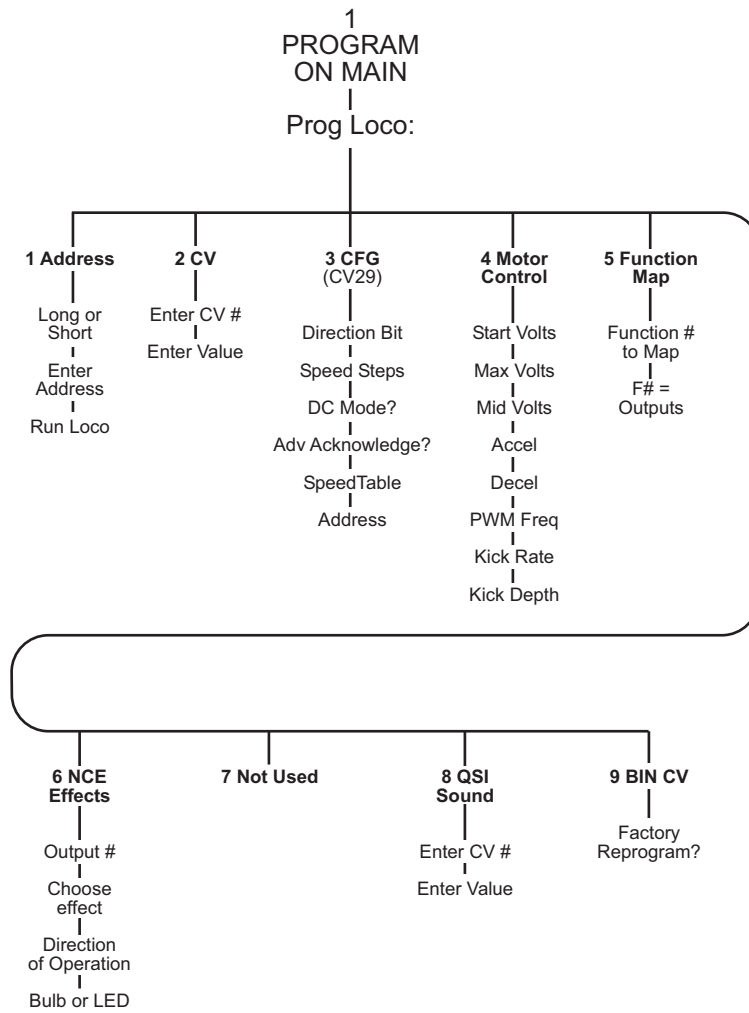 1
PROGRAM
ON MAIN
Prog Loco:
1 Address
Long or
Short
Enter
Address
Run Loco
2 CV
Enter CV #
Enter Value
3 CFG
(CV29)
Direction Bit
Speed Steps
DC Mode?
Adv Acknowledge?
SpeedTable
Address
4 Motor
Control
Start Volts
Max Volts
Mid Volts
Accel
Decel
PWM Freq
Kick Rate
Kick Depth
5 Function
Map
Function #
to Map
F# =
Outputs
6 NCE
Effects
Output #
Choose
effect
Direction
of Operation
Bulb or LED
7 Not Used
8 QSI
Sound
Enter CV #
Enter Value
9 BIN CV
Factory
Reprogram?